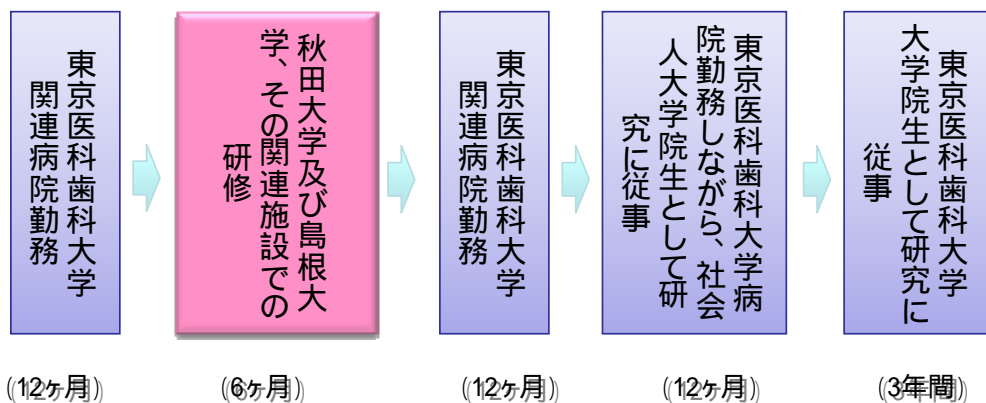 東京医科歯科大学
関連病院勤務
秋田大学及び島根大
学、その関連施設での
研修
東京医科歯科大学
関連病院勤務
東京医科歯科大学病
院勤務しながら、社会
人大学院生として研
究に従事
東京医科歯科大学
大学院生として研究に
従事
(12ヶ月)
(6ヶ月)
(12ヶ月)
(12ヶ月)
(3年間)